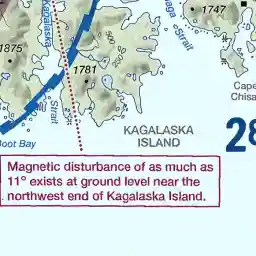 Kagalaska
Strait
1875
1781
1747
Strait
Cape
Chisa
KAGALASKA
ISLAND
28
Boot Bay
Magnetic disturbance of as much as
11° exists at ground level near the
northwest end of Kagalaska Island.